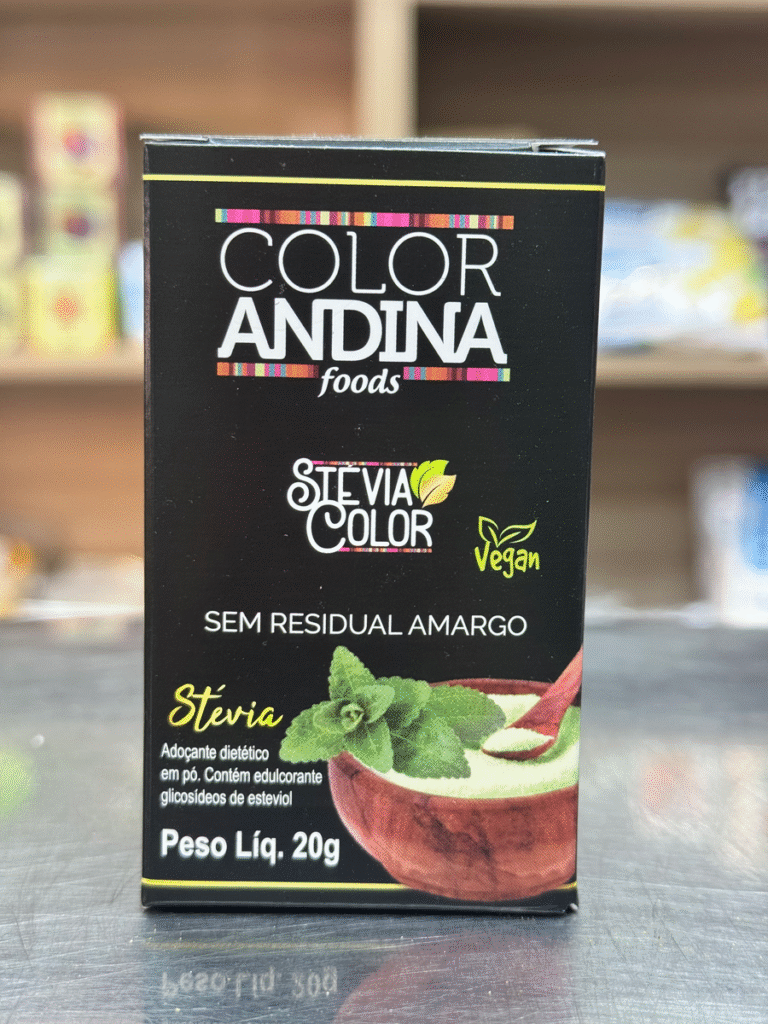 COLOR
ANDINA
foods
STÉVIA
COLOR
Vegan
SEM RESIDUAL AMARGO
Stévia
Adoçante dietético
em pó. Contém edulcorante
glicosídeos de esteviol
Peso Líq. 20g